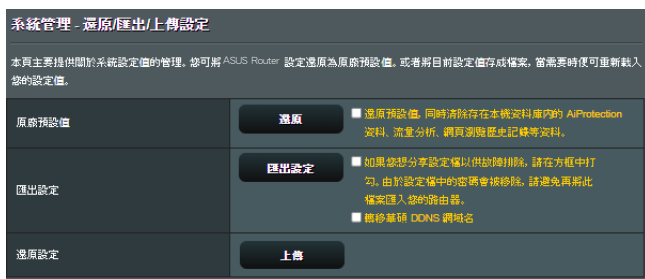 系統管理 - 還原/匯出/上傳設定
本頁主要提供關於系統設定值的管理。您可將 ASUS Router 設定還原為原廠預設值。或者將目前設定值存成檔案，當需要時便可重新載入
您的設定值。
原廠預設值
還原
還原預設值，同時清除存在本機資料庫內的 AiProtection
資料、流量分析、網頁瀏覽歷史記錄等資料。
匯出設定
匯出設定
如果您想分享設定檔以供故障排除，請在方框中打
勾。由於設定檔中的密碼會被移除，請避免再將此
檔案匯入您的路由器。
轉移華碩 DDNS 網域名
還原設定
上傳